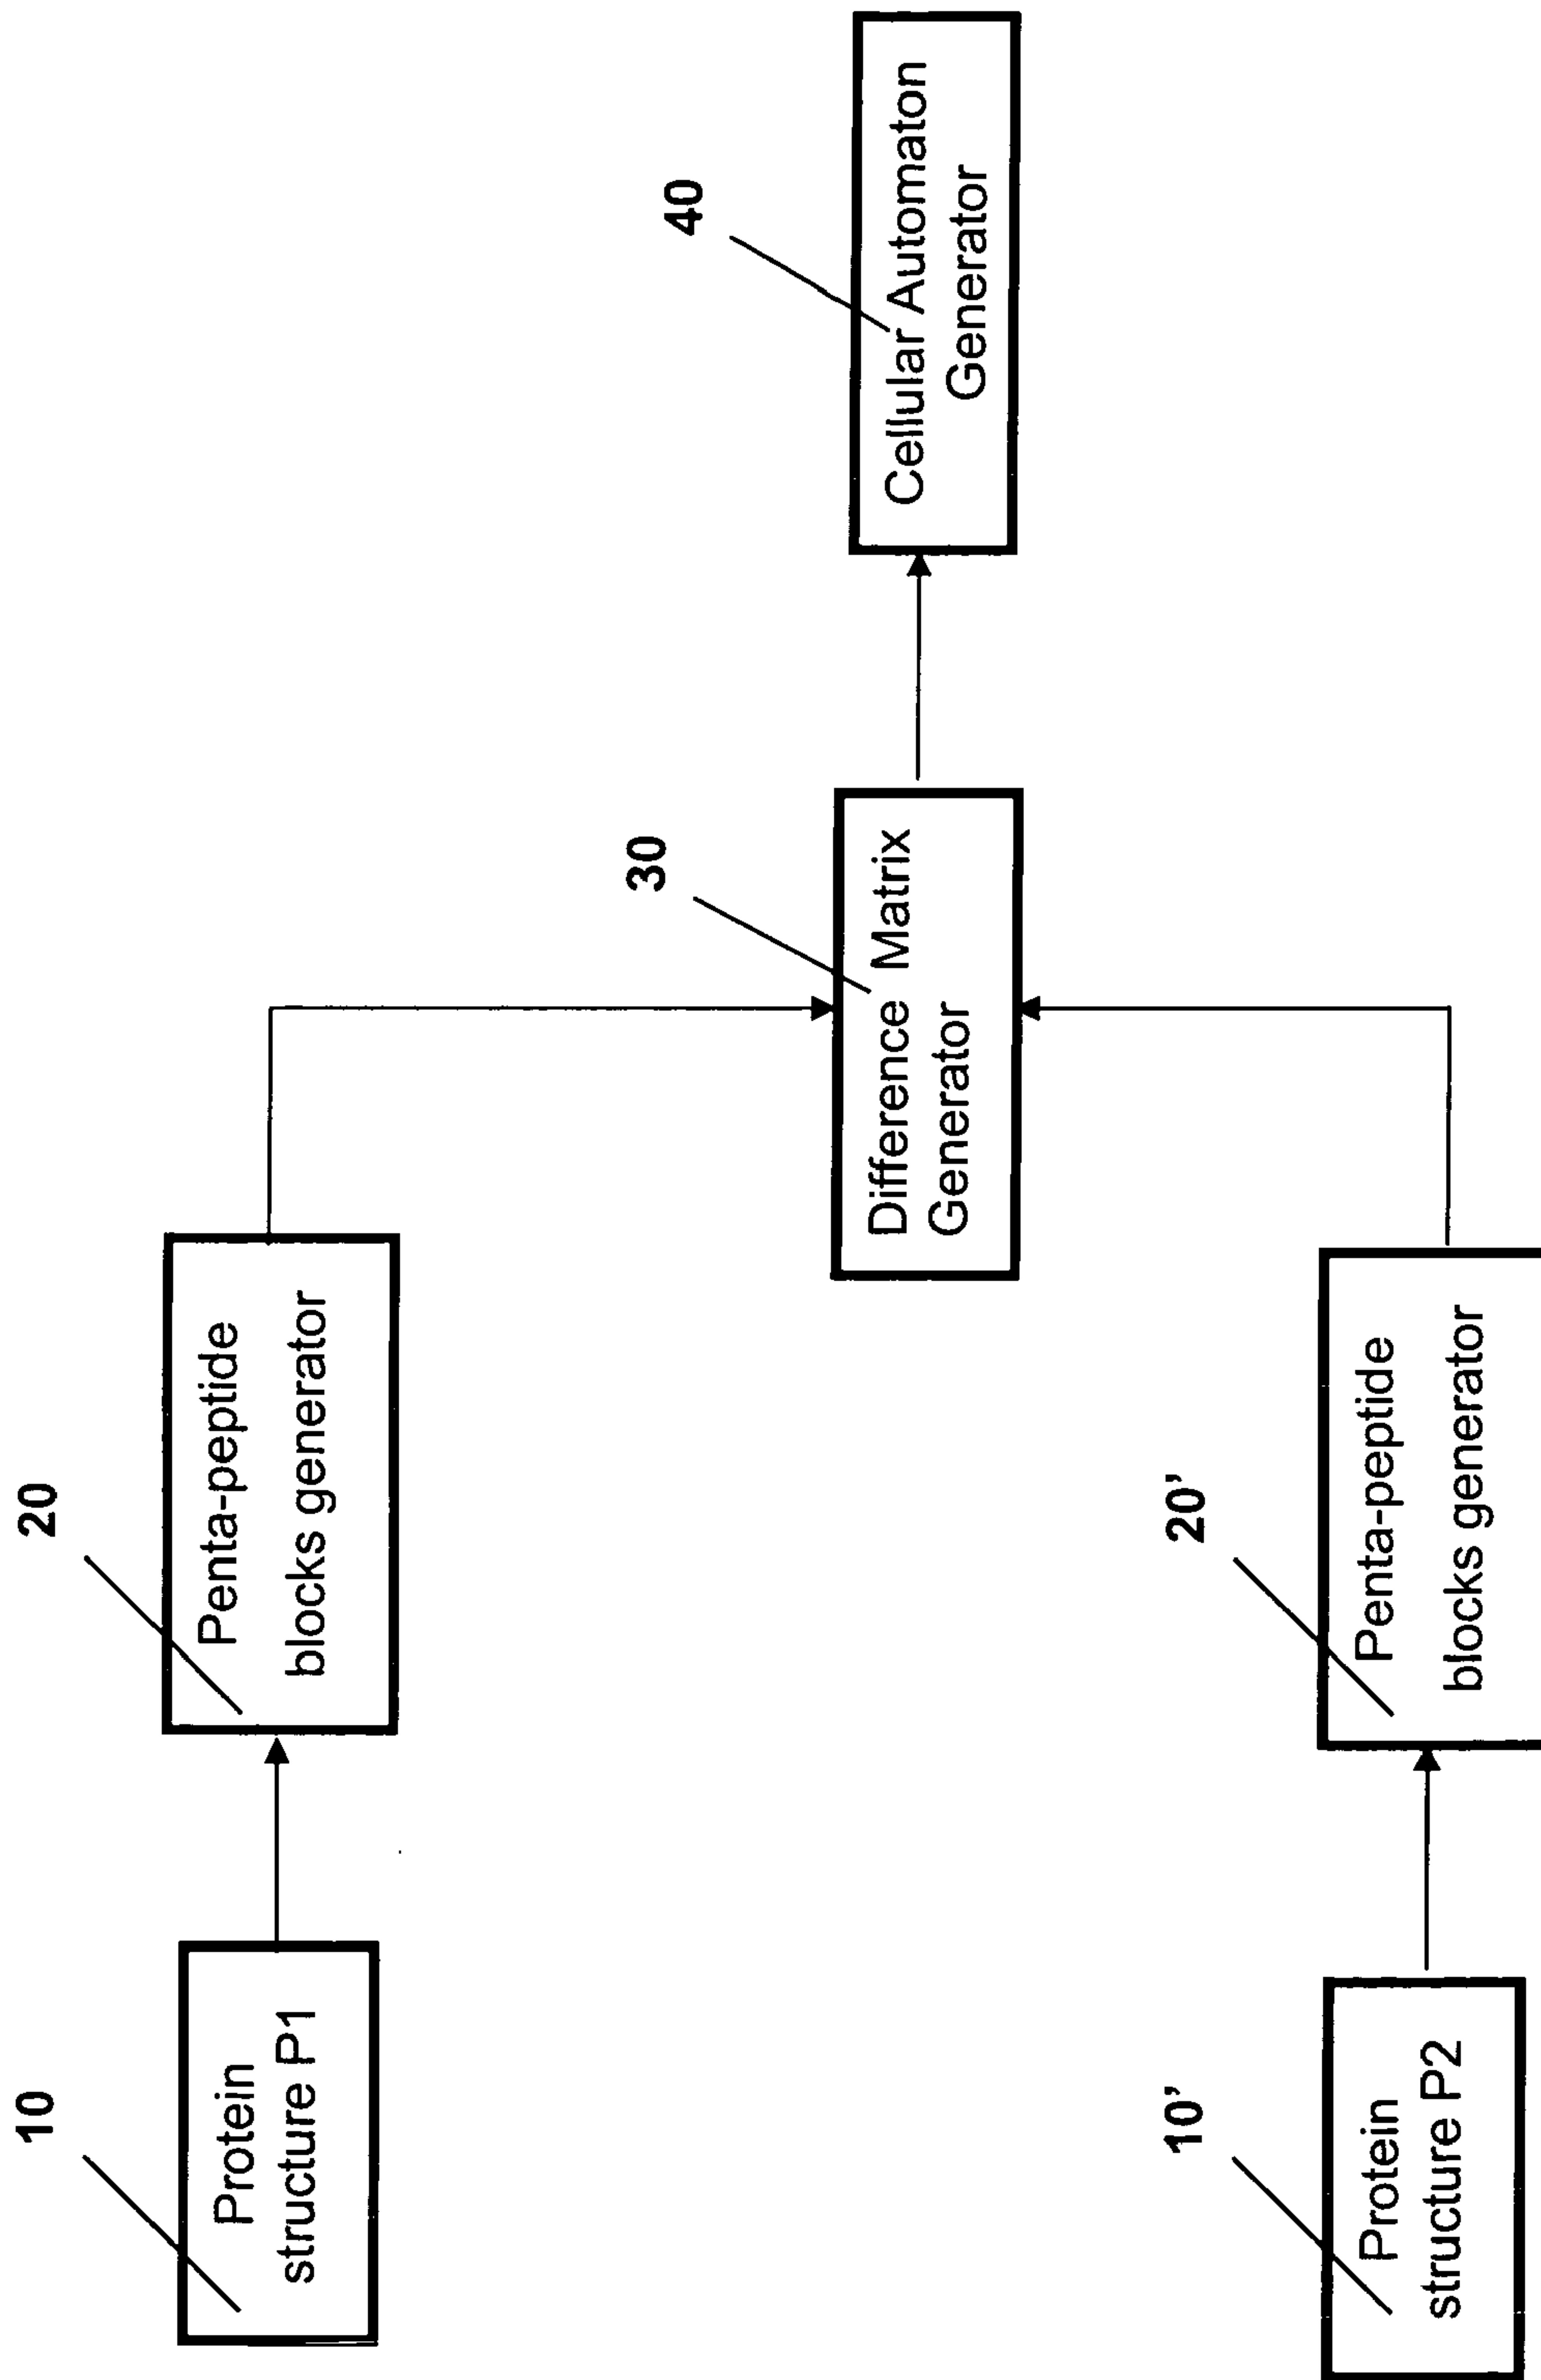 10
Protein
structure P1
20
Penta-peptide
blocks generator
30
Difference Matrix
Generator
40
Cellular Automaton
Generator
10'
Protein
structure P2
20'
Penta-peptide
blocks generator